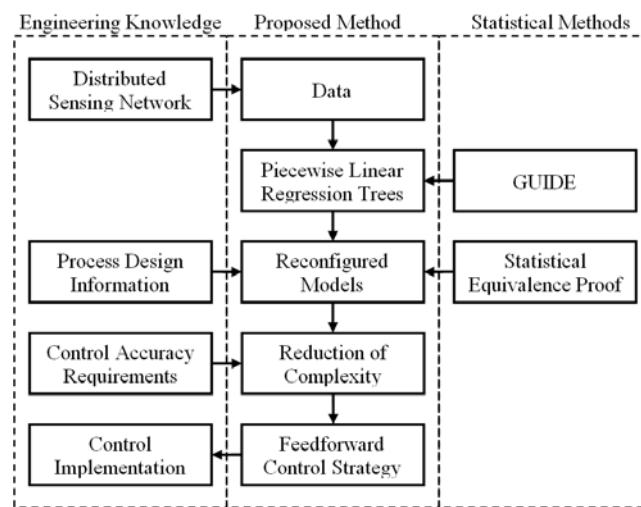 Engineering Knowledge
Proposed Method
Statistical Methods
Distributed
Sensing Network
Data
Piecewise Linear
Regression Trees
GUIDE
Process Design
Information
Reconfigured
Models
Statistical
Equivalence Proof
Control Accuracy
Requirements
Reduction of
Complexity
Control
Implementation
Feedforward
Control Strategy